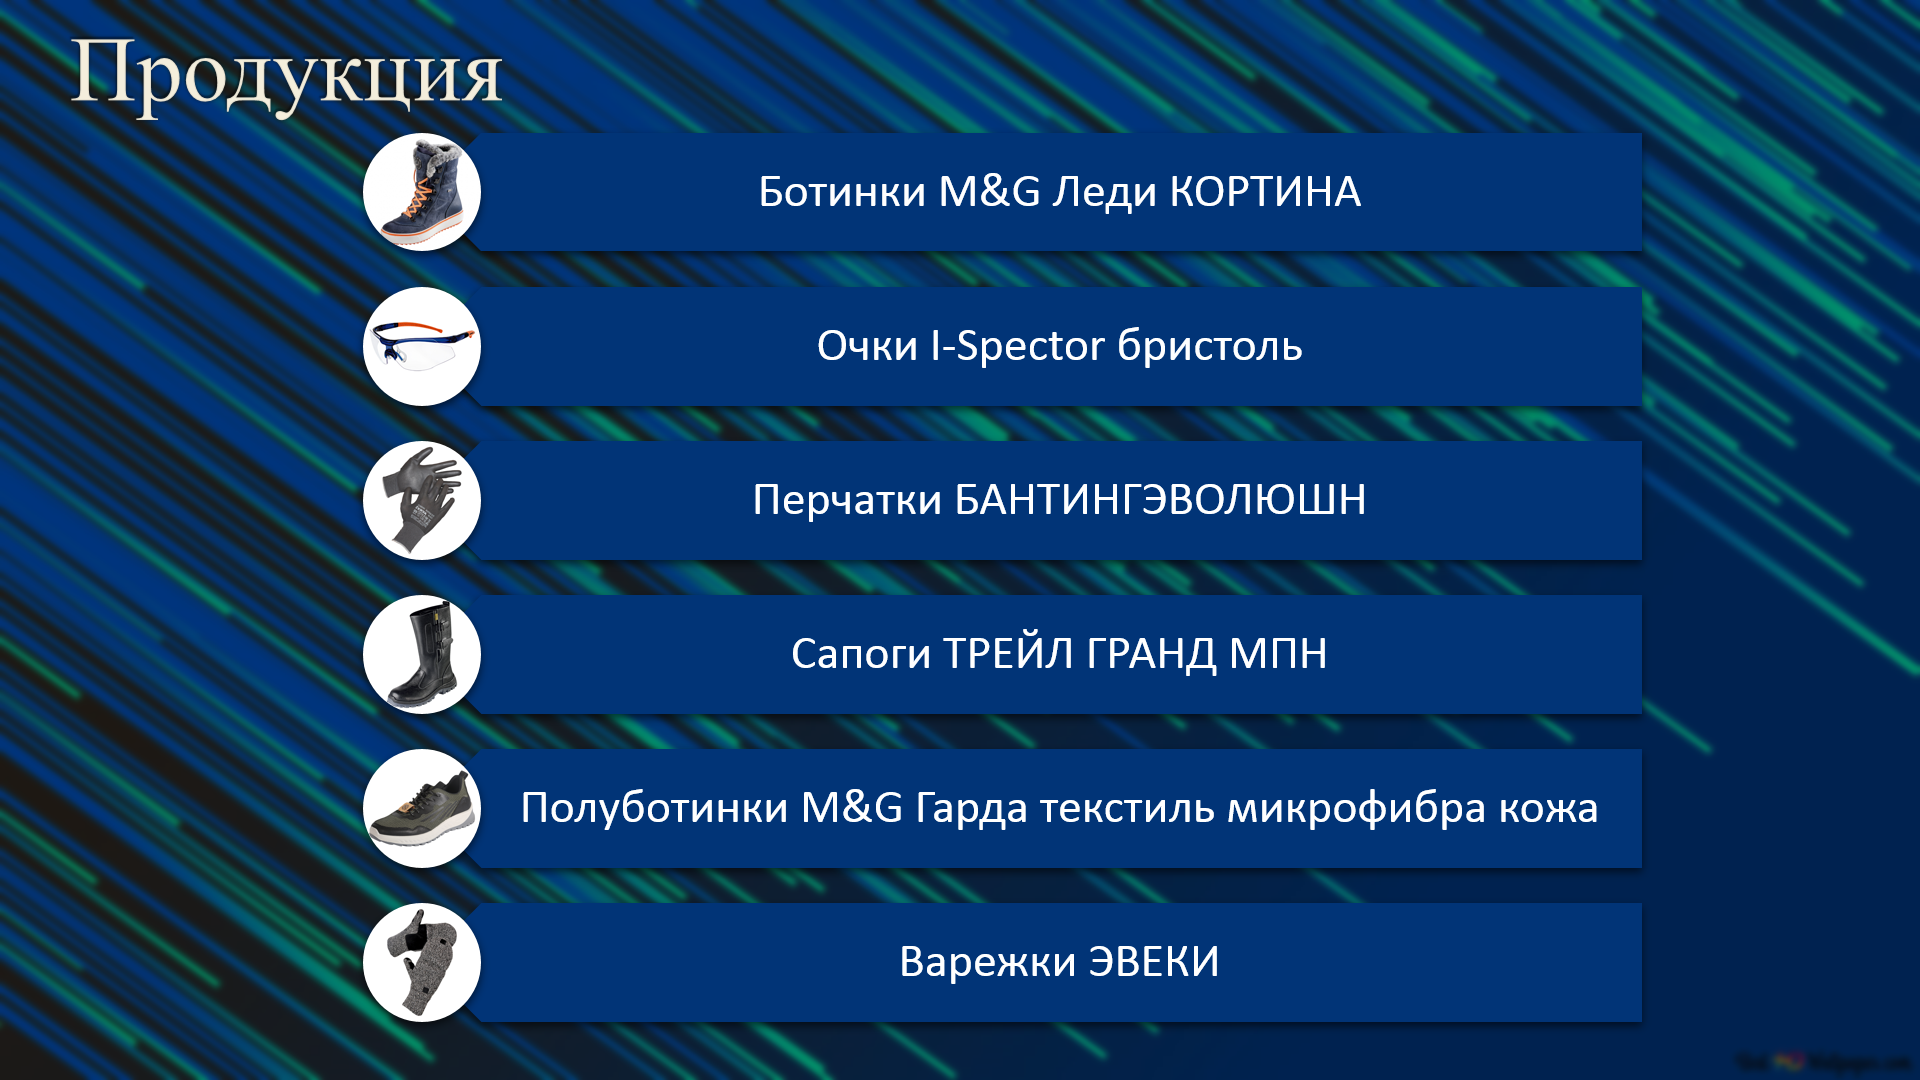 Продукция
Ботинки M&G Леди КОРТИНА
Очки I-Spector бристоль
Перчатки БАНТИНГЭВОЛЮШН
Сапоги ТРЕЙЛ ГРАНД МПН
Полуботинки M&G Гарда текстиль микрофибра кожа
Варежки ЭВЕКИ